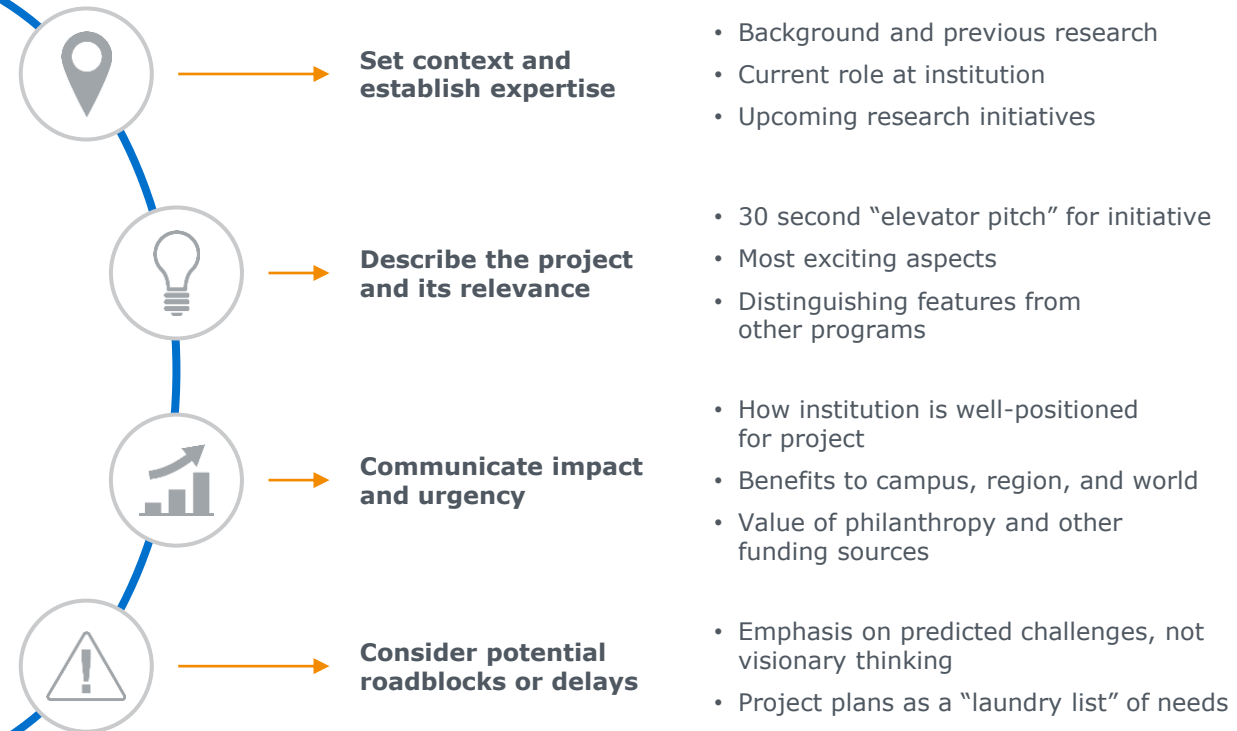 Set context and
establish expertise
• Background and previous research
• Current role at institution
• Upcoming research initiatives
Describe the project
and its relevance
• 30 second “elevator pitch” for initiative
• Most exciting aspects
• Distinguishing features from
other programs
Communicate impact
and urgency
• How institution is well-positioned
for project
• Benefits to campus, region, and world
• Value of philanthropy and other
funding sources
Consider potential
roadblocks or delays
• Emphasis on predicted challenges, not
visionary thinking
• Project plans as a “laundry list” of needs